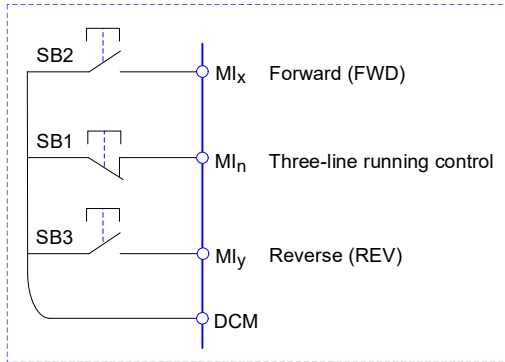 SB2
MIx Forward (FWD)
SB1
MIn Three-line running control
SB3
MIy Reverse (REV)
DCM